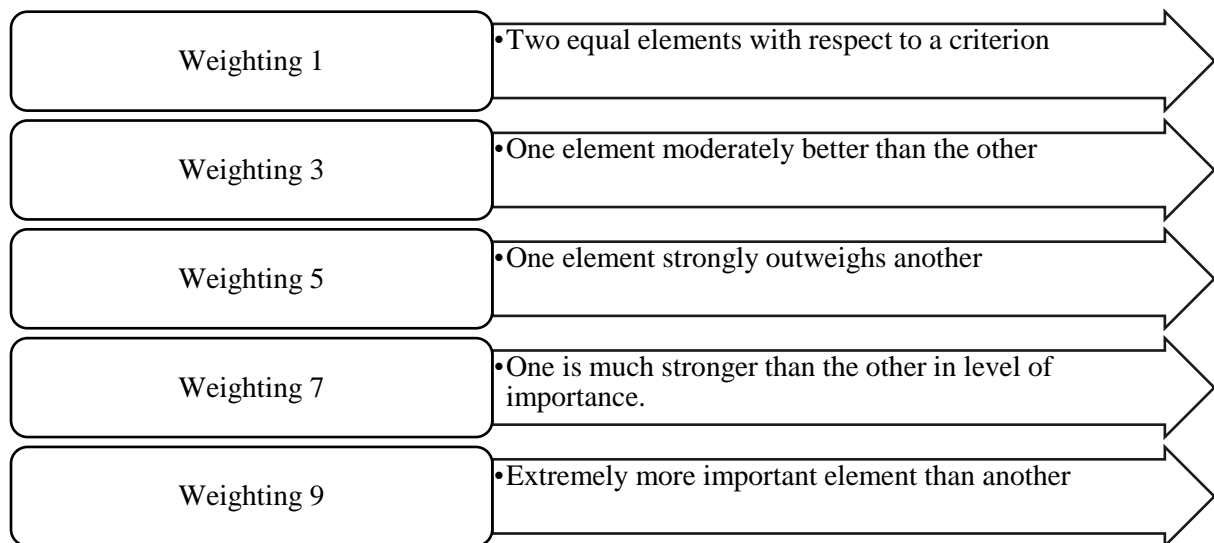 Weighting 1
•Two equal elements with respect to a criterion
Weighting 3
•One element moderately better than the other
Weighting 5
•One element strongly outweighs another
Weighting 7
•One is much stronger than the other in level of
importance.
Weighting 9
•Extremely more important element than another